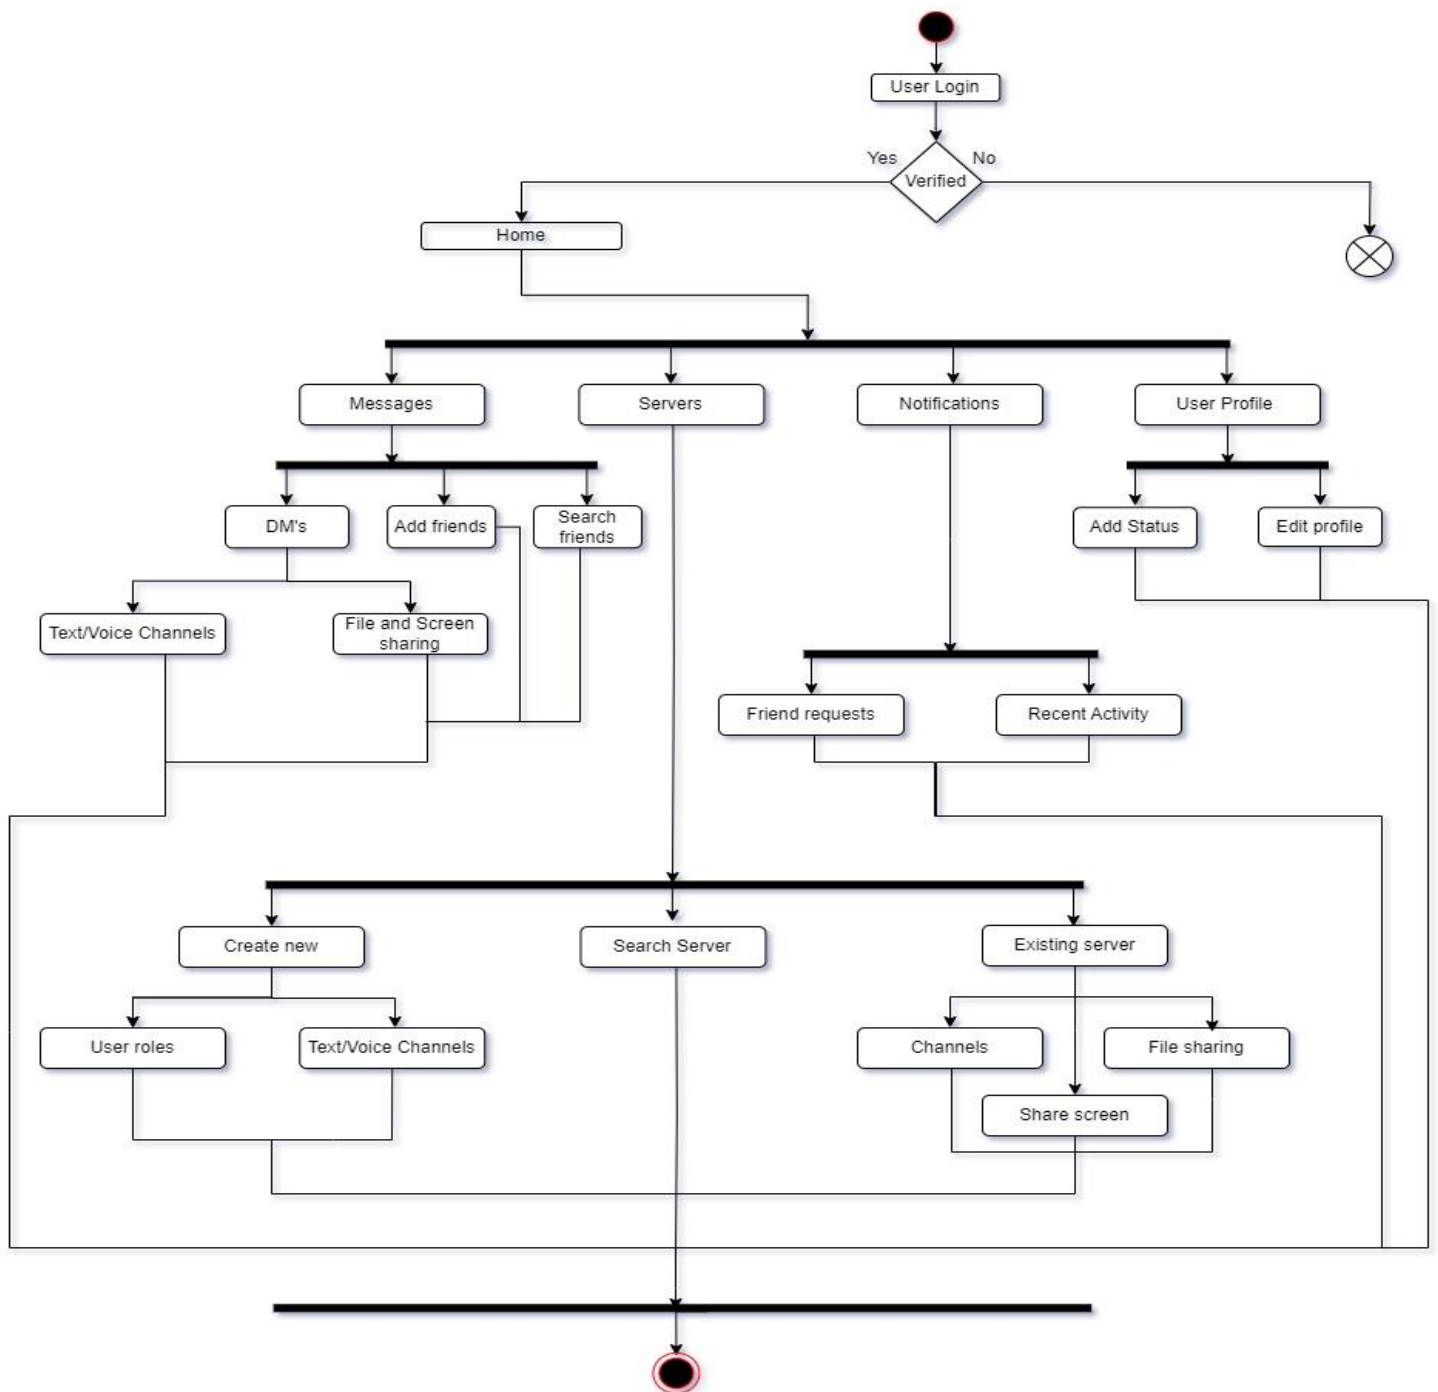 User Login
Yes
No
Verified
Home
Messages
Servers
Notifications
User Profile
DM's
Add friends
Search
friends
Add Status
Edit profile
Text/Voice Channels
File and Screen
sharing
Friend requests
Recent Activity
Create new
Search Server
Existing server
User roles
Text/Voice Channels
Channels
File sharing
Share screen